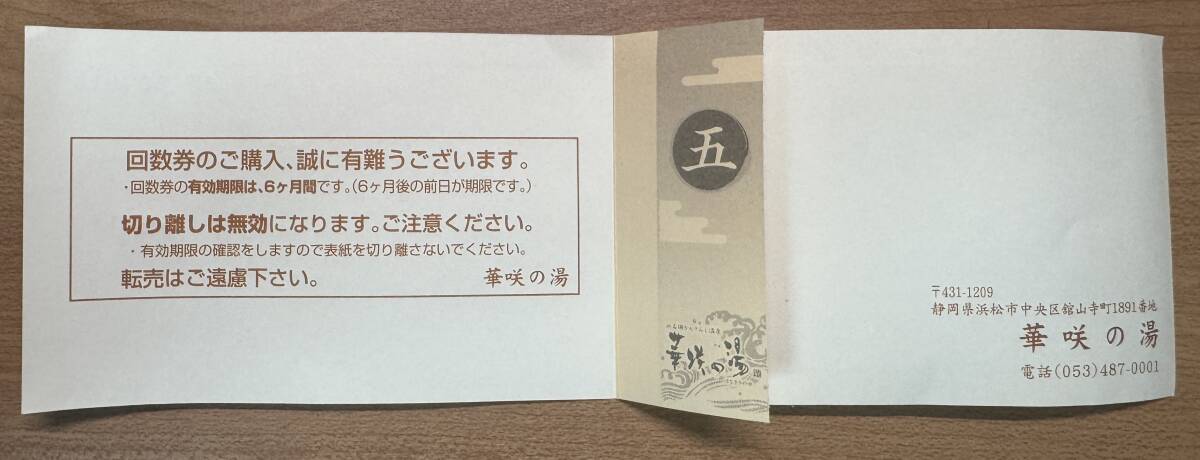 回数券のご購入、誠に有難うございます。
・回数券の有効期限は、6ヶ月間です。(6ヶ月後の前日が期限です。)
切り離しは無効になります。ご注意ください。
・有効期限の確認をしますので表紙を切り離さないでください。
転売はご遠慮下さい。 華咲の湯
五
華咲の湯
〒431-1209
静岡県浜松市中央区舘山寺町1891番地
華咲の湯
電話(053)487-0001